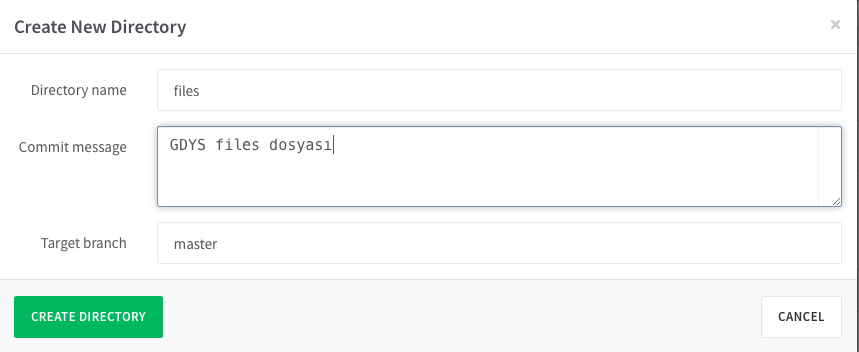 Create New Directory ×
Directory name files
Commit message GDYS files dosyası
Target branch master
CREATE DIRECTORY CANCEL